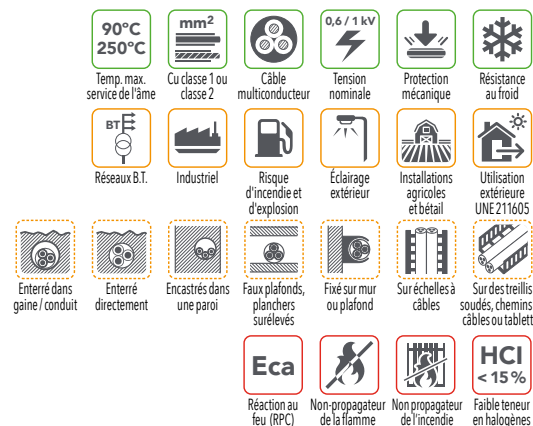 90°C
250°C
mm²
0,6 / 1 kV
Temp. max.
service de l'âme
Cu classe 1 ou
classe 2
Câble
multiconducteur
Tension
nominale
Protection
mécanique
Résistance
au froid
BT
Réseaux B.T.
Industriel
Risque
d'incendie et
d'explosion
Éclairage
extérieur
Installations
agricoles
et bétail
Utilisation
extérieure
UNE 211605
Enterré dans
gaine / conduit
Enterré
directement
Encastrés dans
une paroi
Faux plafonds,
planchers
surélevés
Fixé sur mur
ou plafond
Sur échelles à
câbles
Sur des treillis
soudés, chemins
câbles ou tablett
Eca
HCI
< 15 %
Réaction au
feu (RPC)
Non-propagateur
de la flamme
Non propagateur
de l'incendie
Faible teneur
en halogènes